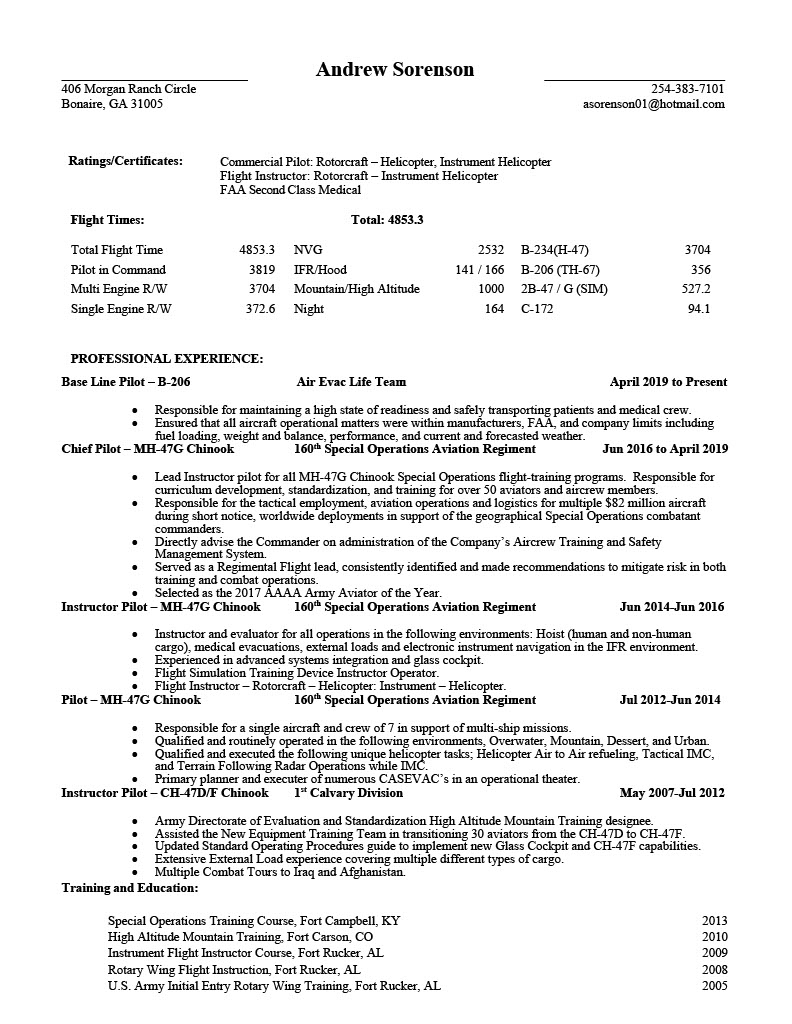 Andrew Sorenson
406 Morgan Ranch Circle 254-383-7101
Bonaire, GA 31005 asorenson01@hotmail.com
Ratings/Certificates: Commercial Pilot: Rotorcraft – Helicopter, Instrument Helicopter
Flight Instructor: Rotorcraft – Instrument Helicopter
FAA Second Class Medical
Flight Times: Total: 4853.3
Total Flight Time 4853.3 NVG 2532 B-234(H-47) 3704
Pilot in Command 3819 IFR/Hood 141 / 166 B-206 (TH-67) 356
Multi Engine R/W 3704 Mountain/High Altitude 1000 2B-47 / G (SIM) 527.2
Single Engine R/W 372.6 Night 164 C-172 94.1
PROFESSIONAL EXPERIENCE:
Base Line Pilot – B-206 Air Evac Life Team April 2019 to Present
• Responsible for maintaining a high state of readiness and safely transporting patients and medical crew.
• Ensured that all aircraft operational matters were within manufacturers, FAA, and company limits including
fuel loading, weight and balance, performance, and current and forecasted weather.
Chief Pilot – MH-47G Chinook 160th Special Operations Aviation Regiment Jun 2016 to April 2019
• Lead Instructor pilot for all MH-47G Chinook Special Operations flight-training programs. Responsible for
curriculum development, standardization, and training for over 50 aviators and aircrew members.
• Responsible for the tactical employment, aviation operations and logistics for multiple $82 million aircraft
during short notice, worldwide deployments in support of the geographical Special Operations combatant
commanders.
• Directly advise the Commander on administration of the Company's Aircrew Training and Safety
Management System.
• Served as a Regimental Flight lead, consistently identified and made recommendations to mitigate risk in both
training and combat operations.
• Selected as the 2017 AAAA Army Aviator of the Year.
Instructor Pilot – MH-47G Chinook 160th Special Operations Aviation Regiment Jun 2014-Jun 2016
• Instructor and evaluator for all operations in the following environments: Hoist (human and non-human
cargo), medical evacuations, external loads and electronic instrument navigation in the IFR environment.
• Experienced in advanced systems integration and glass cockpit.
• Flight Simulation Training Device Instructor Operator.
• Flight Instructor – Rotorcraft – Helicopter: Instrument – Helicopter.
Pilot – MH-47G Chinook 160th Special Operations Aviation Regiment Jul 2012-Jun 2014
• Responsible for a single aircraft and crew of 7 in support of multi-ship missions.
• Qualified and routinely operated in the following environments, Overwater, Mountain, Dessert, and Urban.
• Qualified and executed the following unique helicopter tasks; Helicopter Air to Air refueling, Tactical IMC,
and Terrain Following Radar Operations while IMC.
• Primary planner and executer of numerous CASEVAC's in an operational theater.
Instructor Pilot – CH-47D/F Chinook 1st Calvary Division May 2007-Jul 2012
• Army Directorate of Evaluation and Standardization High Altitude Mountain Training designee.
• Assisted the New Equipment Training Team in transitioning 30 aviators from the CH-47D to CH-47F.
• Updated Standard Operating Procedures guide to implement new Glass Cockpit and CH-47F capabilities.
• Extensive External Load experience covering multiple different types of cargo.
• Multiple Combat Tours to Iraq and Afghanistan.
Training and Education:
Special Operations Training Course, Fort Campbell, KY 2013
High Altitude Mountain Training, Fort Carson, CO 2010
Instrument Flight Instructor Course, Fort Rucker, AL 2009
Rotary Wing Flight Instruction, Fort Rucker, AL 2008
U.S. Army Initial Entry Rotary Wing Training, Fort Rucker, AL 2005